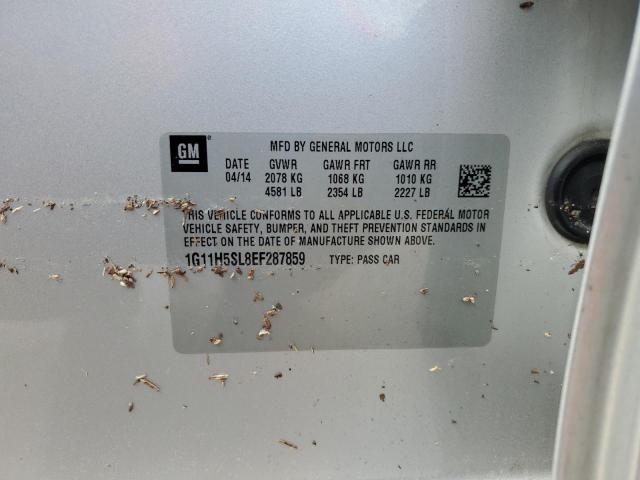 GM
MFD BY GENERAL MOTORS LLC
DATE GVWR GAWR FRT GAWR RR
04/14 2078 KG 1068 KG 1010 KG
4581 LB 2354 LB 2227 LB
THIS VEHICLE CONFORMS TO ALL APPLICABLE U.S. FEDERAL MOTOR
VEHICLE SAFETY, BUMPER, AND THEFT PREVENTION STANDARDS IN
EFFECT ON THE DATE OF MANUFACTURE SHOWN ABOVE.
1G11H5SL8EF287859 TYPE: PASS CAR